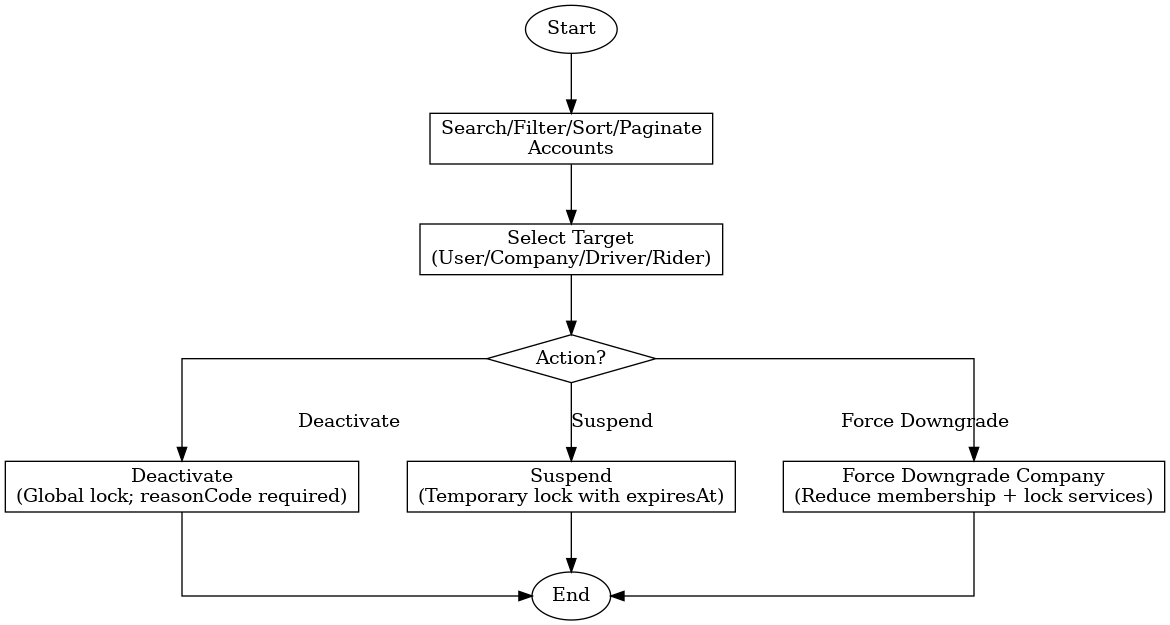 Start
Search/Filter/Sort/Paginate
Accounts
Select Target
(User/Company/Driver/Rider)
Action?
Deactivate
Suspend
Force Downgrade
Deactivate
(Global lock; reasonCode required)
Suspend
(Temporary lock with expiresAt)
Force Downgrade Company
(Reduce membership + lock services)
End